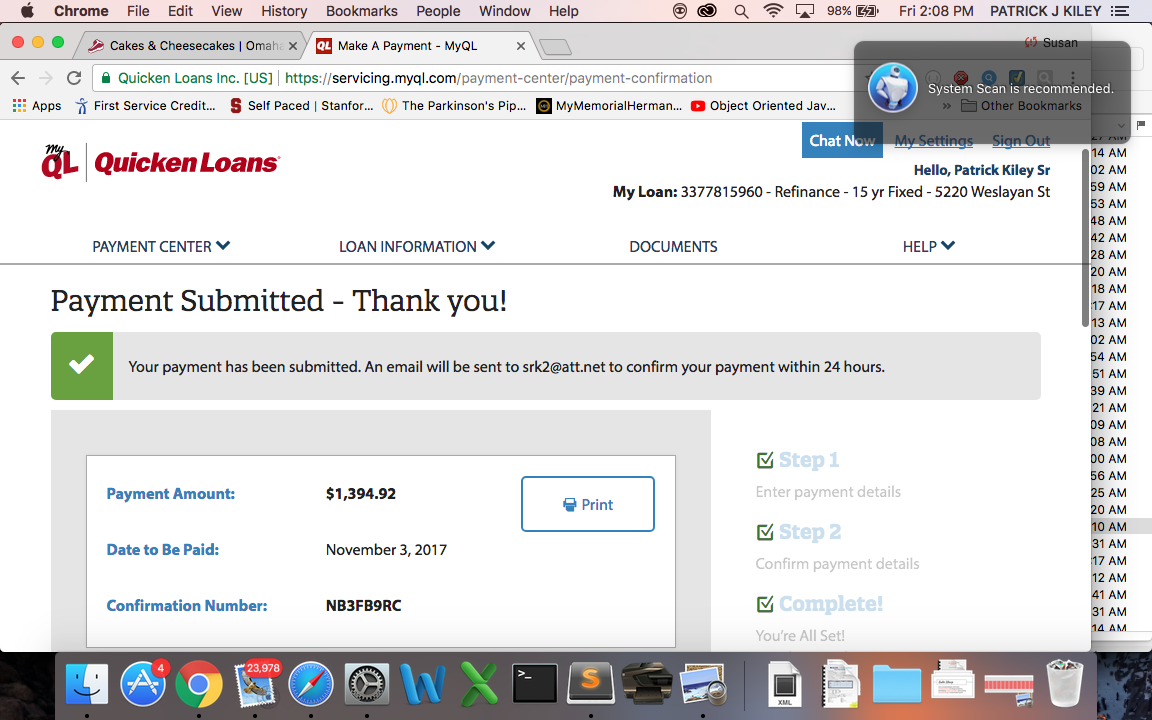 Chrome File Edit View History Bookmarks People Window Help 98% Fri 2:08 PM PATRICK J KILEY
Cakes & Cheesecakes | Omaha
Make A Payment - MyQL
Susan
Quicken Loans Inc. [US] | https://servicing.myql.com/payment-center/payment-confirmation
System Scan is recommended.
Apps First Service Credit... Self Paced | Stanfor... The Parkinson's Pip... MyMemorialHerman... Object Oriented Jav... » Other Bookmarks
My QL Quicken Loans
Chat Now My Settings Sign Out
Hello, Patrick Kiley Sr
My Loan: 3377815960 - Refinance - 15 yr Fixed - 5220 Weslayan St
PAYMENT CENTER LOAN INFORMATION DOCUMENTS HELP
Payment Submitted - Thank you!
Your payment has been submitted. An email will be sent to srk2@att.net to confirm your payment within 24 hours.
Payment Amount: $1,394.92
Print
Date to Be Paid: November 3, 2017
Confirmation Number: NB3FB9RC
Step 1
Enter payment details
Step 2
Confirm payment details
Complete!
You're All Set!
14 AM
02 AM
59 AM
53 AM
48 AM
42 AM
28 AM
20 AM
18 AM
17 AM
13 AM
02 AM
54 AM
51 AM
39 AM
21 AM
09 AM
08 AM
00 AM
56 AM
25 AM
20 AM
10 AM
31 AM
17 AM
12 AM
41 AM
31 AM
14 AM
4
23,978
XML